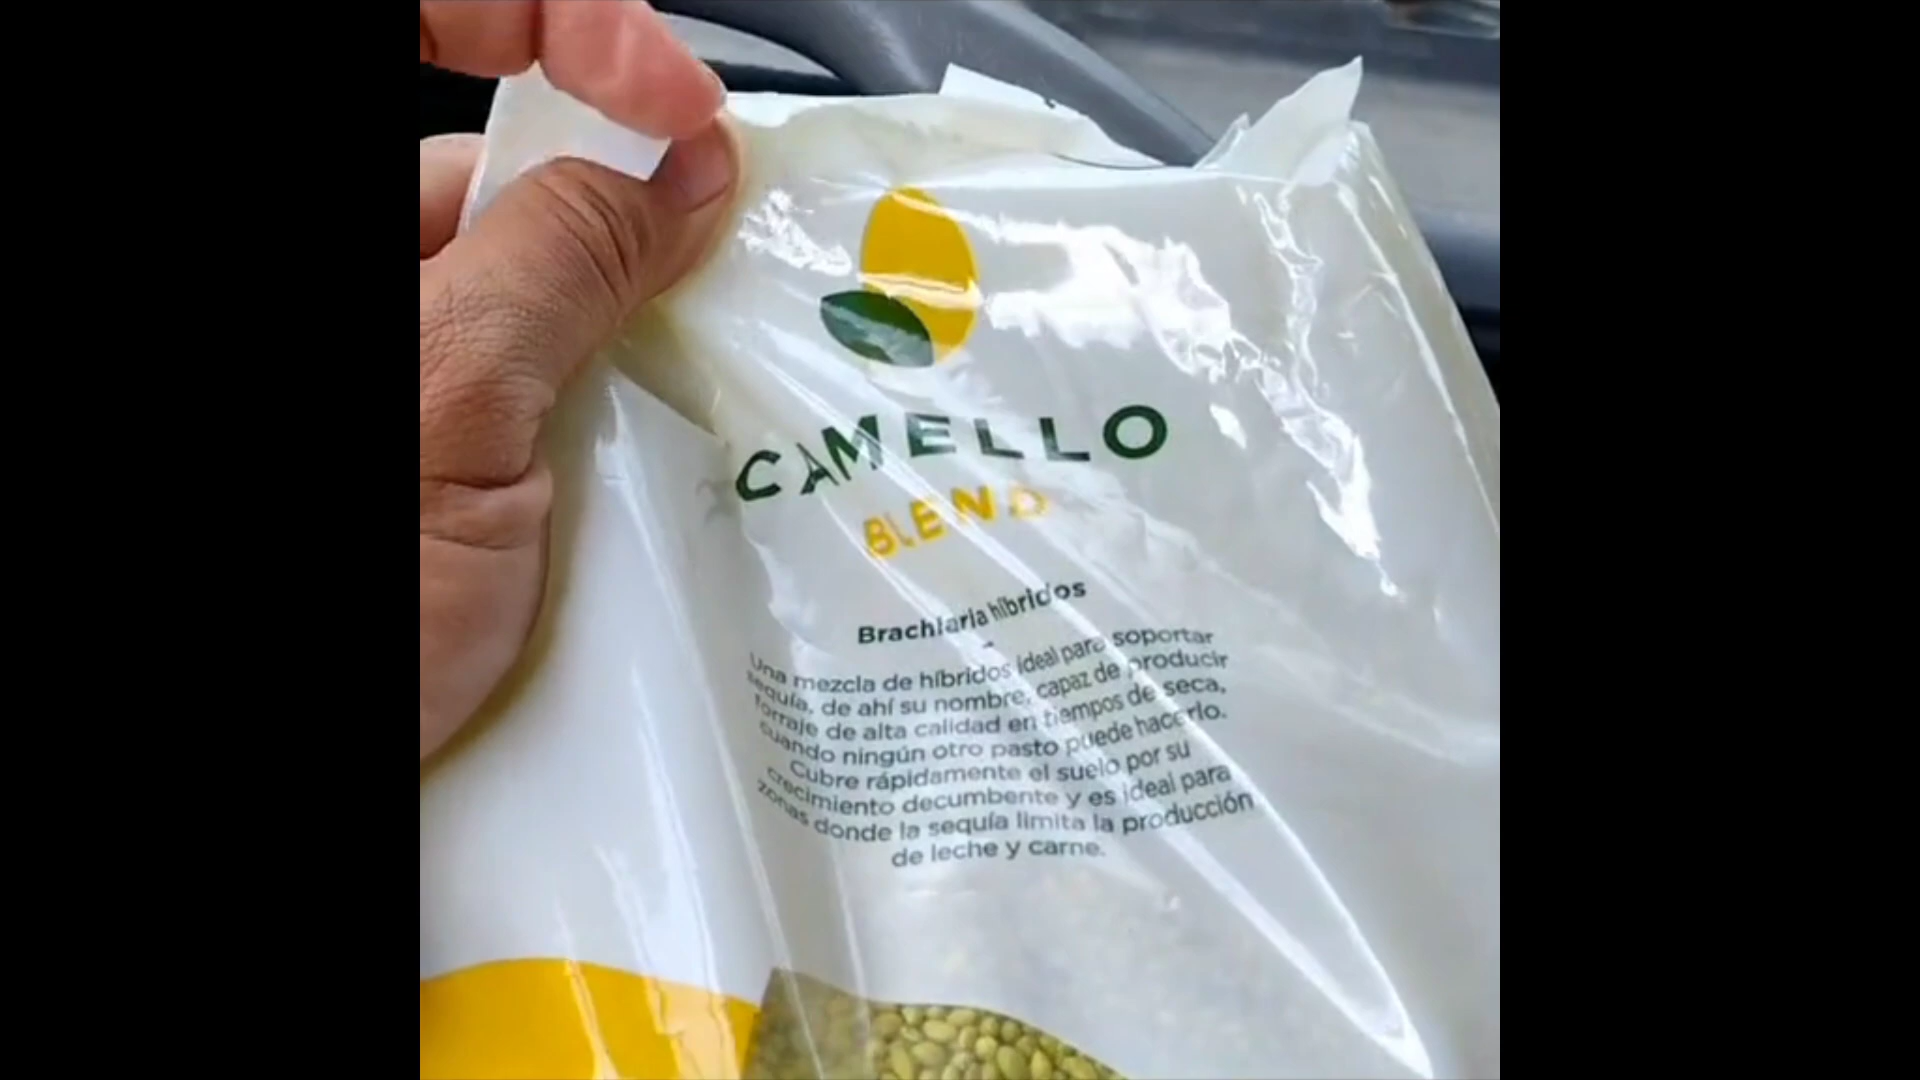 CAMELLO
BLEND
Brachiaria híbridos
-
Una mezcla de híbridos ideal para soportar
sequía, de ahí su nombre, capaz de producir
forraje de alta calidad en tiempos de seca,
cuando ningún otro pasto puede hacerlo.
Cubre rápidamente el suelo por su
crecimiento decumbente y es ideal para
zonas donde la sequía limita la producción
de leche y carne.